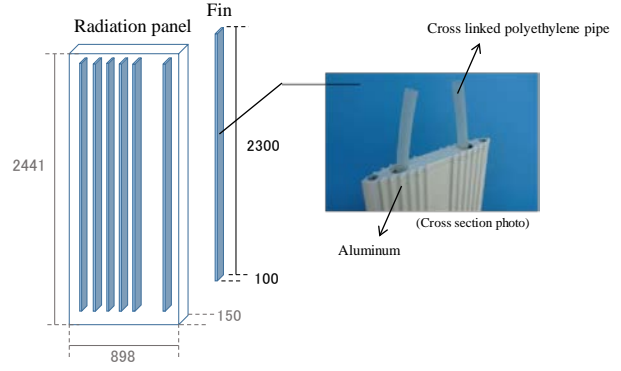 Fin
Radiation panel
Cross linked polyethylene pipe
2441
2300
(Cross section photo)
Aluminum
100
150
898